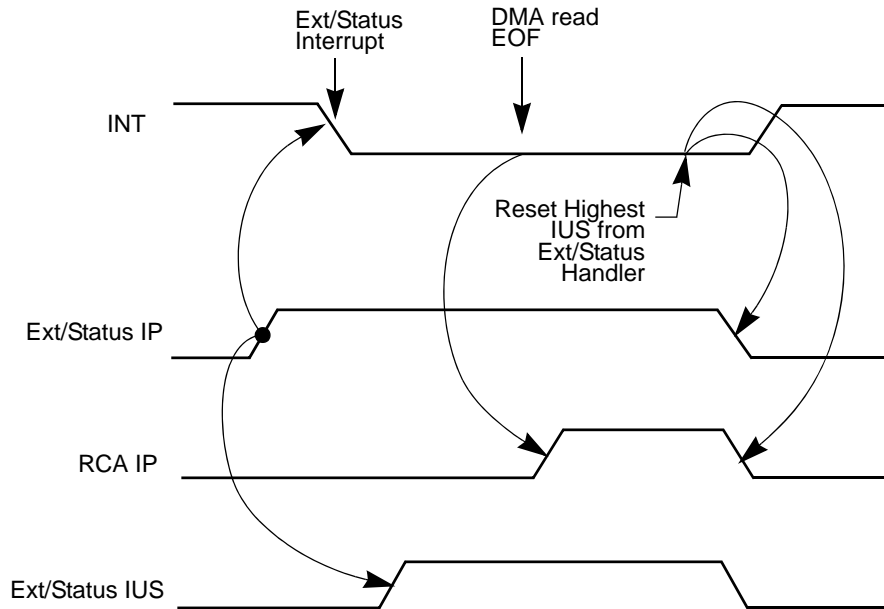 Ext/Status
Interrupt
DMA read
EOF
INT
Reset Highest
IUS from
Ext/Status
Handler
Ext/Status IP
RCA IP
Ext/Status IUS